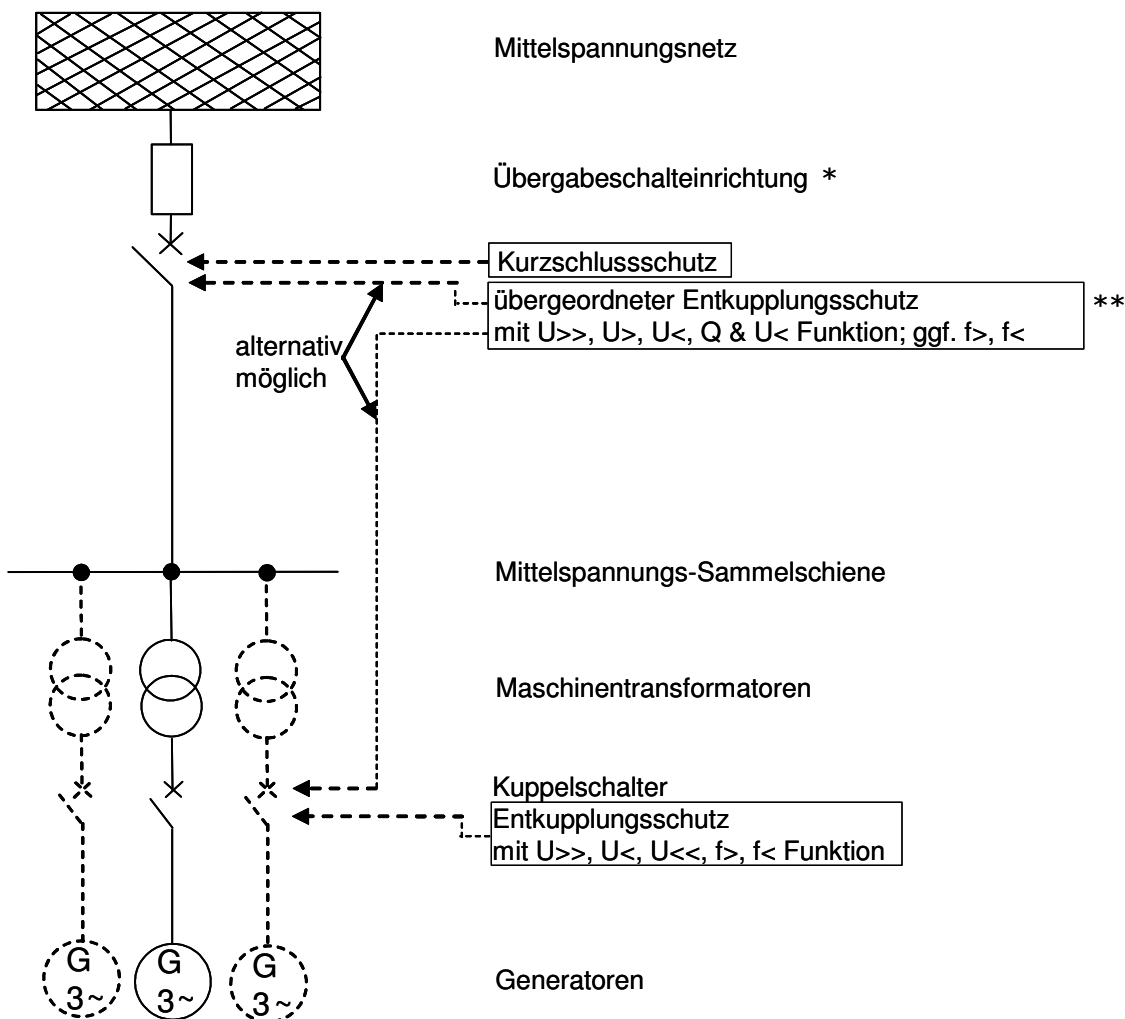 Mittelspannungsnetz
Übergabeschalteinrichtung *
Kurzschlussschutz
übergeordneter Entkupplungsschutz **
mit U>>, U>, U<, Q & U< Funktion; ggf. f>, f<
alternativ
möglich
Mittelspannungs-Sammelschiene
Maschinentransformatoren
Kuppelschalter
Entkupplungsschutz
mit U>>, U<, U<<, f>, f< Funktion
G G G
3~ 3~ 3~
Generatoren